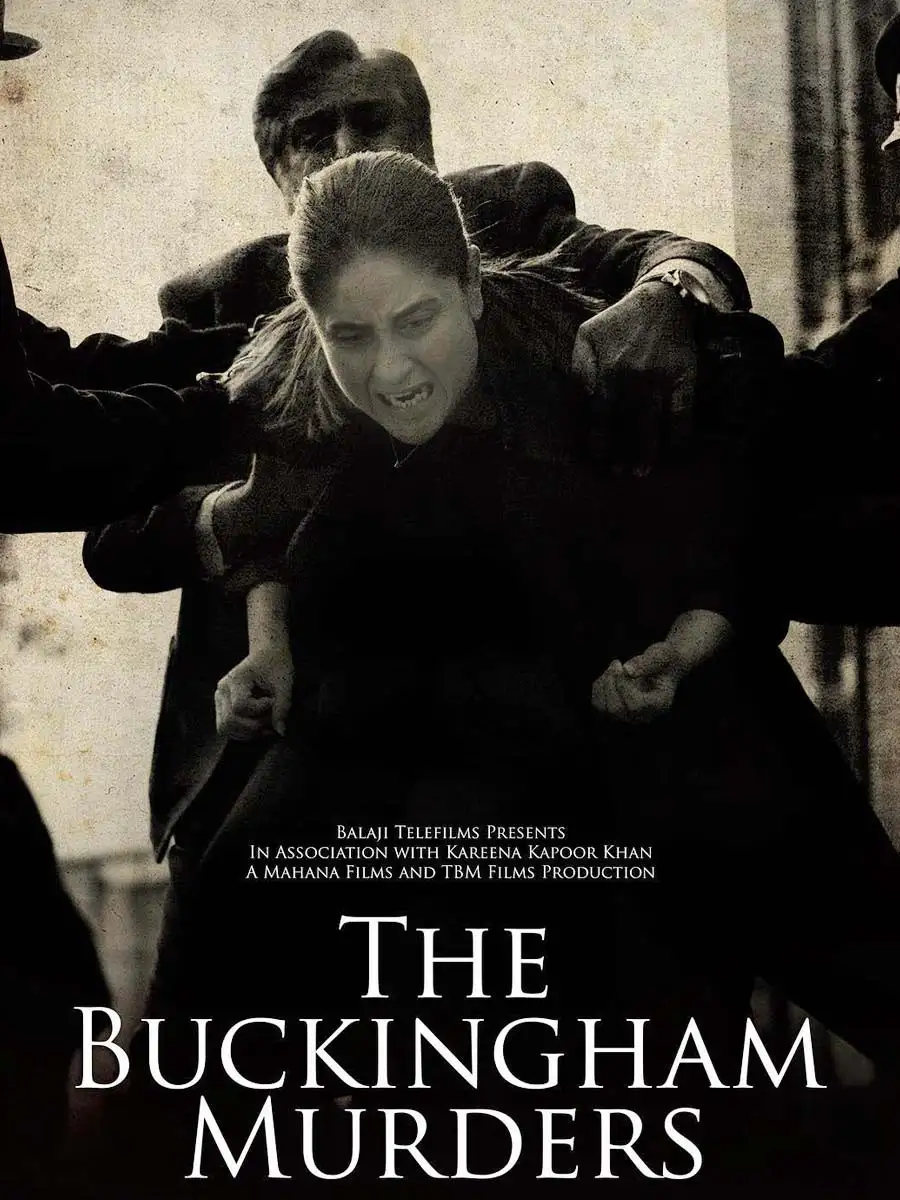 Balaji Telefilms Presents
In Association with Kareena Kapoor Khan
A Mahana Films and TBM Films Production
The
Buckingham
Murders